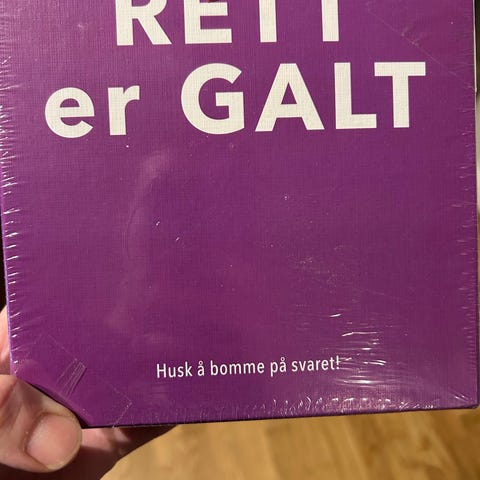 RETT
er GALT
Husk å bomme på svaret!